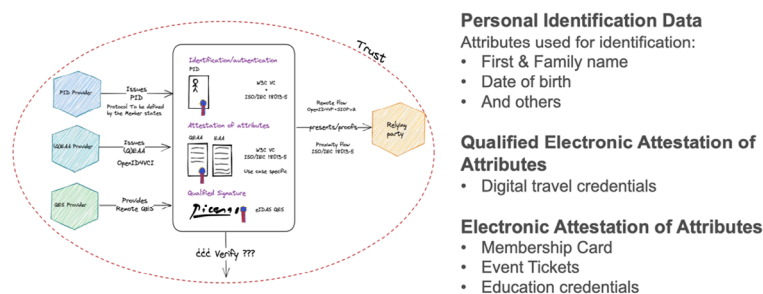 Trust
Identification/authentication
PID
W3C VC
+
ISO/IEC 18013-5
PID Provider
Issues
PID
Protocol To be defined
by the Member states
Attestation of attributes
QEAA
EAA
W3C VC
ISO/IEC 18013-5
Use case specific
(Q)EAA Provider
Issues
(Q)EAA
OpenID4VCI
Qualified Signature
Picasso
eIDAS QES
QES Provider
Provides
Remote QES
Remote flow
OpenID4VP+SIOPv2
presents/proofs
Proximity flow
ISO/IEC 18013-5
Relying
party
¿¿¿ Verify ???
Personal Identification Data
Attributes used for identification:
• First & Family name
• Date of birth
• And others
Qualified Electronic Attestation of
Attributes
• Digital travel credentials
Electronic Attestation of Attributes
• Membership Card
• Event Tickets
• Education credentials